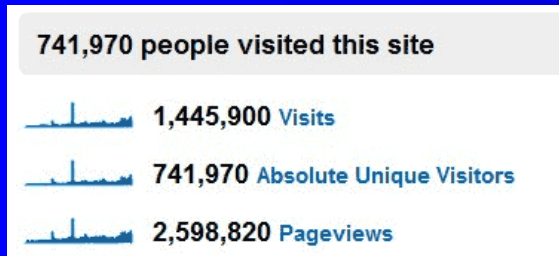 741,970 people visited this site
1,445,900 Visits
741,970 Absolute Unique Visitors
2,598,820 Pageviews